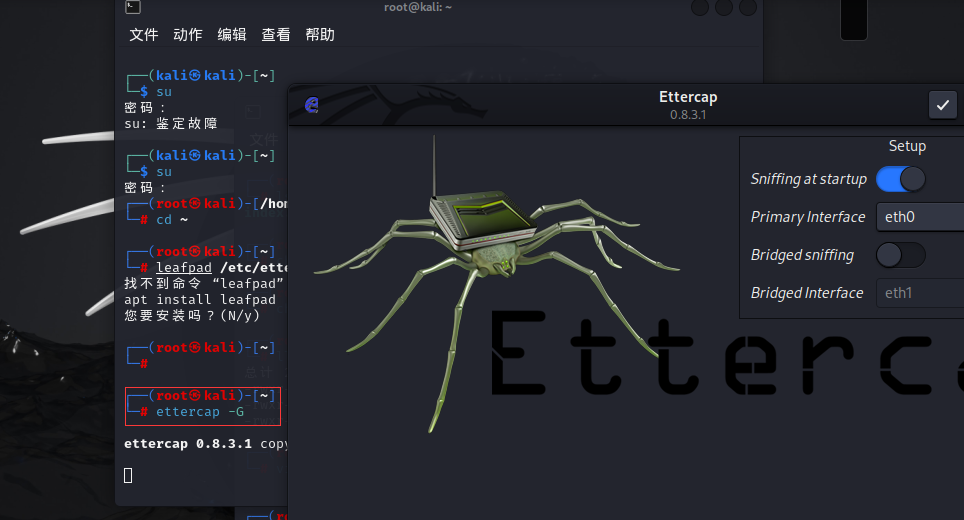 root@kali: ~
文件 动作 编辑 查看 帮助
┌──(kali㉿kali)-[~]
└─$ su
密码：
su: 鉴定故障
┌──(kali㉿kali)-[~]
└─$ su
密码：
┌──(root㉿kali)-[/hom
└─# cd ~
┌──(root㉿kali)-[~]
└─# leafpad /etc/ette
找不到命令 “leafpad”
apt install leafpad
您要安装吗？(N/y)
┌──(root㉿kali)-[~]
└─#
┌──(root㉿kali)-[~]
└─# ettercap -G
ettercap 0.8.3.1 copy
Ettercap
0.8.3.1
Setup
Sniffing at startup
Primary Interface eth0
Bridged sniffing
Bridged Interface eth1
Etterc